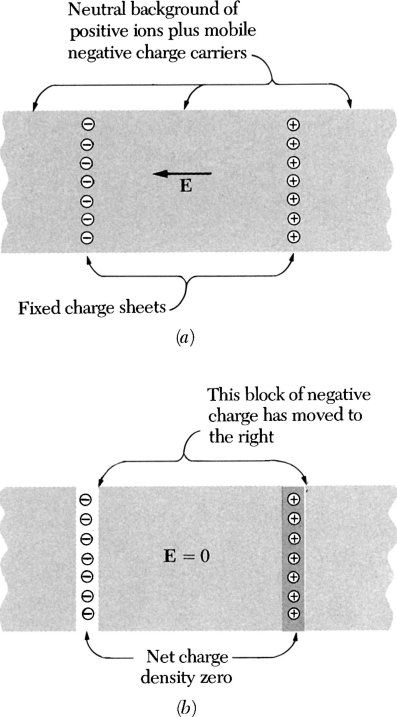 Neutral background of
positive ions plus mobile
negative charge carriers
E
Fixed charge sheets
(a)
This block of negative
charge has moved to
the right
E = 0
Net charge
density zero
(b)